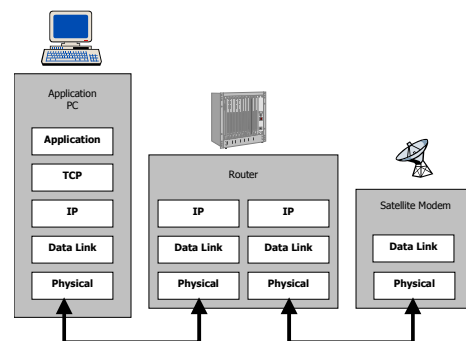 Application
PC
Application
TCP
IP
Data Link
Physical
Router
IP IP
Data Link Data Link
Physical Physical
Satellite Modem
Data Link
Physical